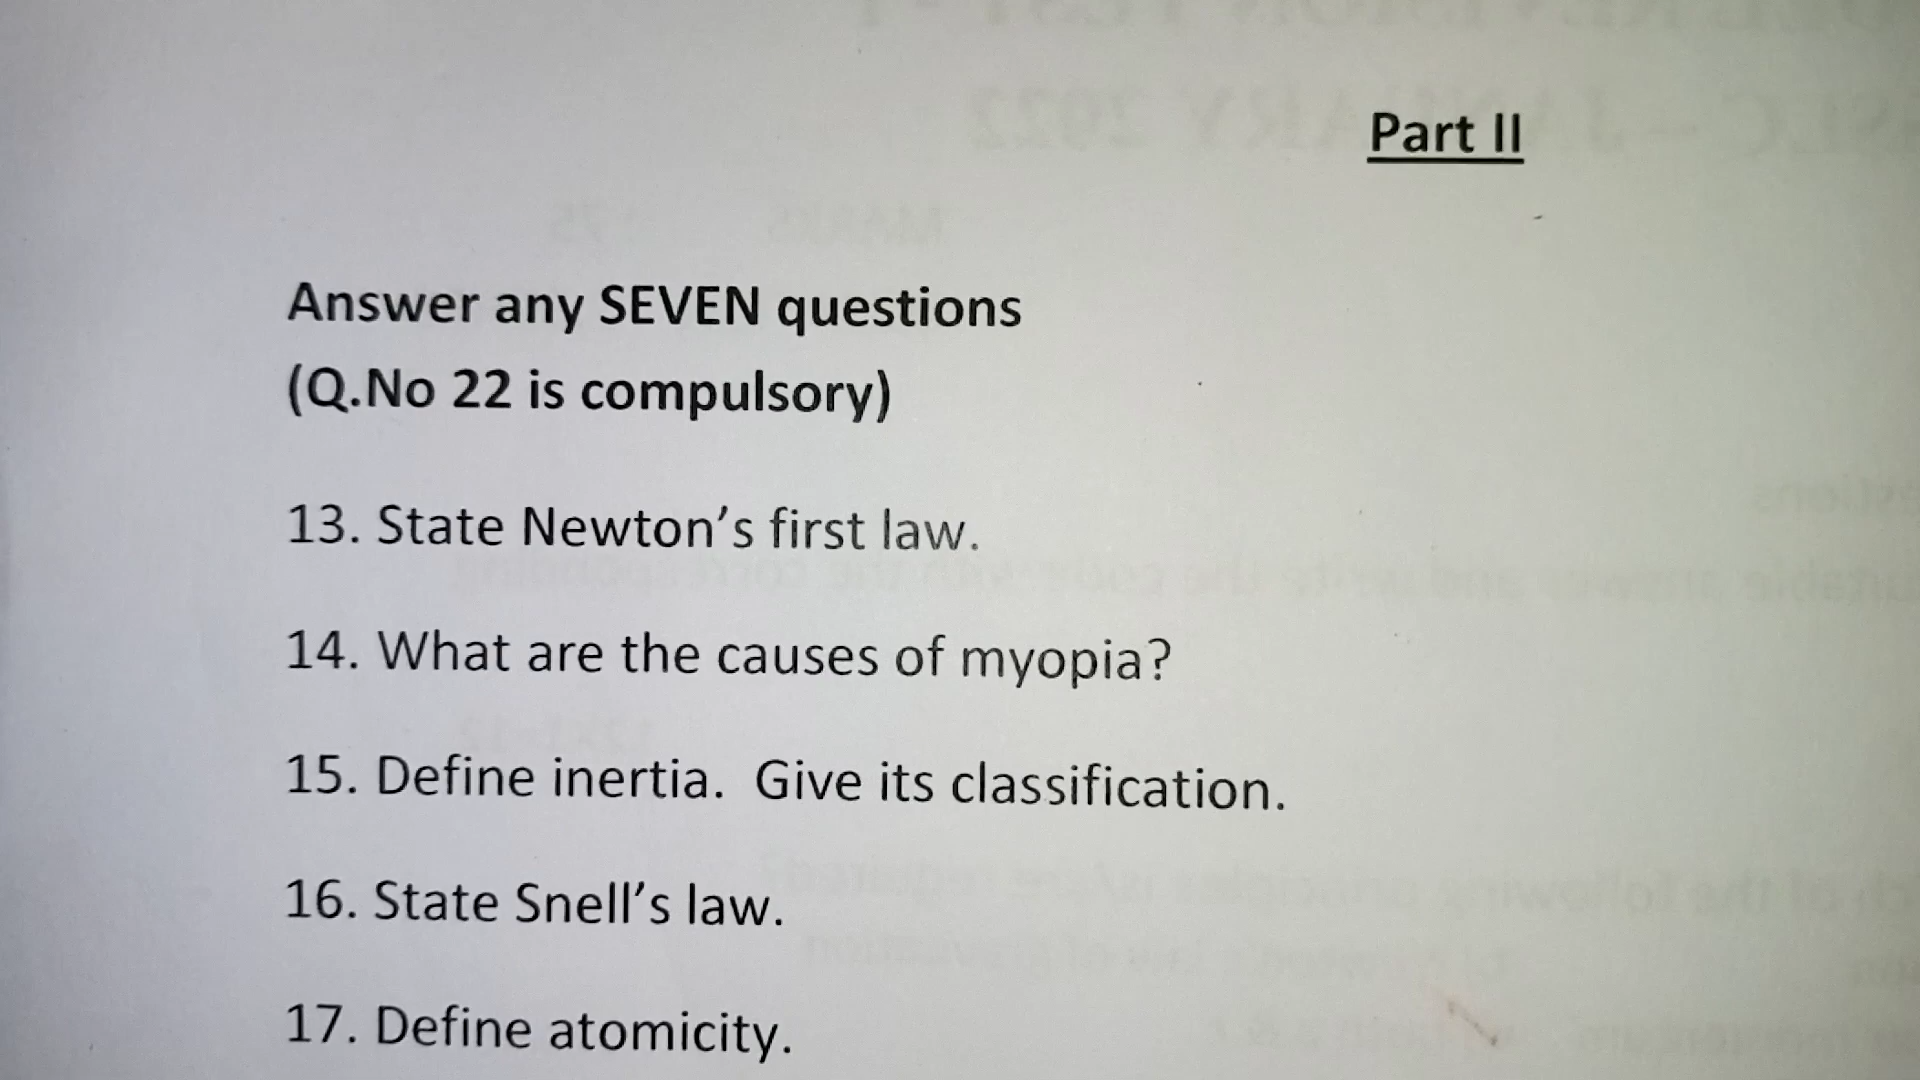 Part II
Answer any SEVEN questions
(Q.No 22 is compulsory)
13. State Newton's first law.
14. What are the causes of myopia?
15. Define inertia.  Give its classification.
16. State Snell's law.
17. Define atomicity.